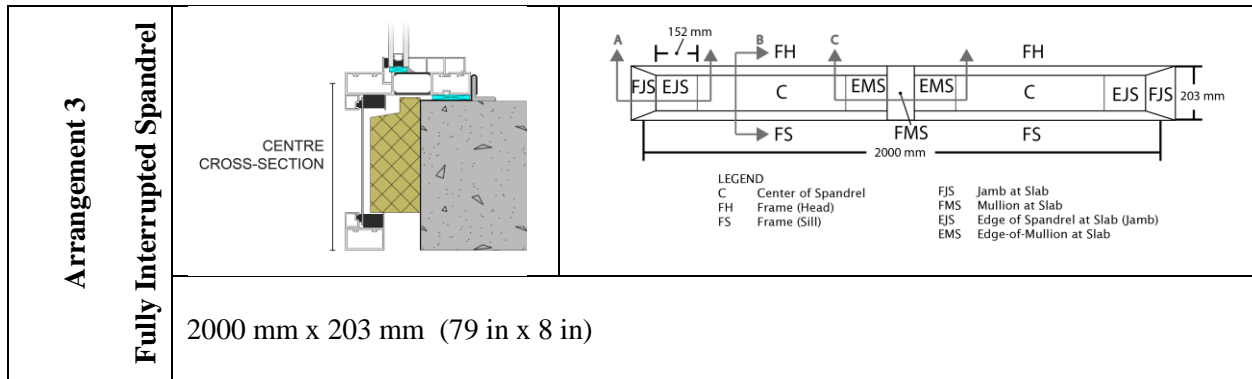 Arrangement 3
Fully Interrupted Spandrel
CENTRE
CROSS-SECTION
152 mm
A
B
FH
C
FH
FJS
EJS
C
EMS
EMS
C
EJS
FJS
203 mm
FS
FMS
FS
2000 mm
LEGEND
C Center of Spandrel
FH Frame (Head)
FS Frame (Sill)
FJS Jamb at Slab
FMS Mullion at Slab
EJS Edge of Spandrel at Slab (Jamb)
EMS Edge-of-Mullion at Slab
2000 mm x 203 mm (79 in x 8 in)